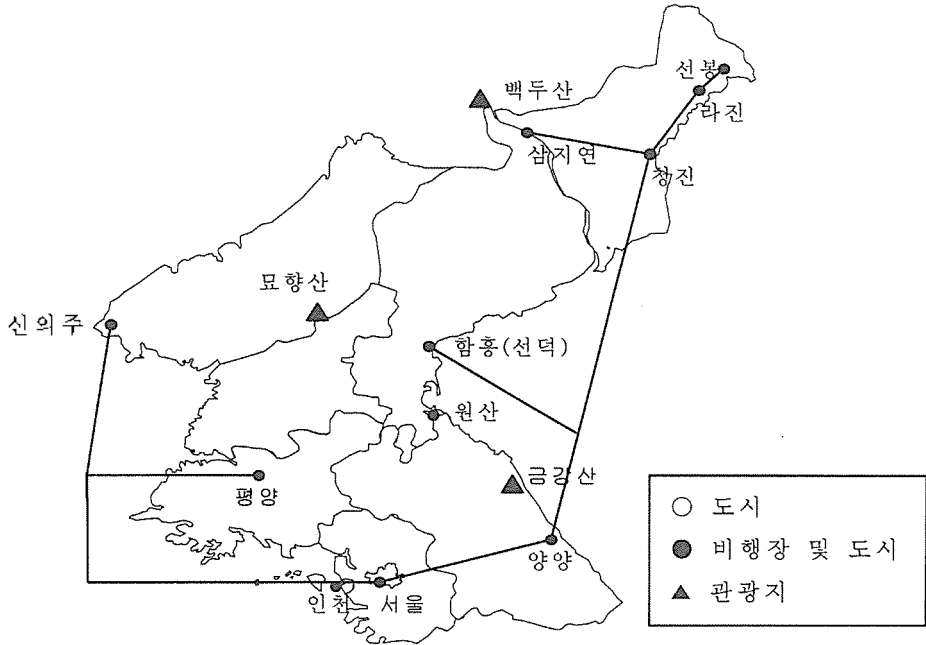 선봉
백두산
라진
삼지연
청진
묘향산
신의주
함흥(선덕)
원산
금강산
평양
양양
인천
서울
도시
비행장 및 도시
관광지